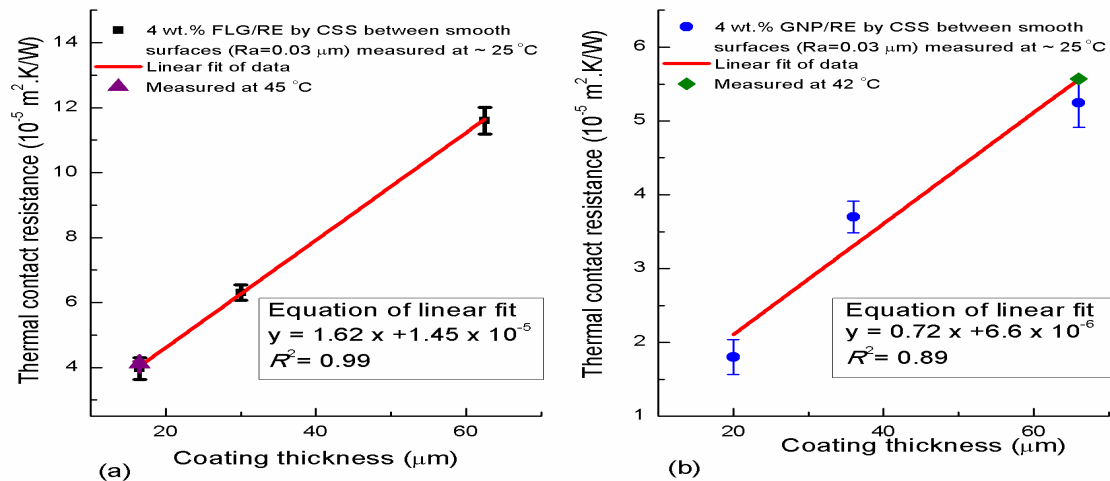 4 wt.% FLG/RE by CSS between smooth
surfaces (Ra=0.03 μm) measured at ~ 25 °C
Linear fit of data
Measured at 45 °C
Thermal contact resistance (10⁻⁵ m².K/W)
14
12
10
8
6
4
Equation of linear fit
y = 1.62 x +1.45 x 10⁻⁵
R²= 0.99
20
40
60
Coating thickness (μm)
(a)
4 wt.% GNP/RE by CSS between smooth
surfaces (Ra=0.03 μm) measured at ~ 25°C
Linear fit of data
Measured at 42 °C
Thermal contact resistance (10⁻⁵ m².K/W)
6
5
4
3
2
1
Equation of linear fit
y = 0.72 x +6.6 x 10⁻⁶
R²= 0.89
20
40
60
Coating thickness (μm)
(b)